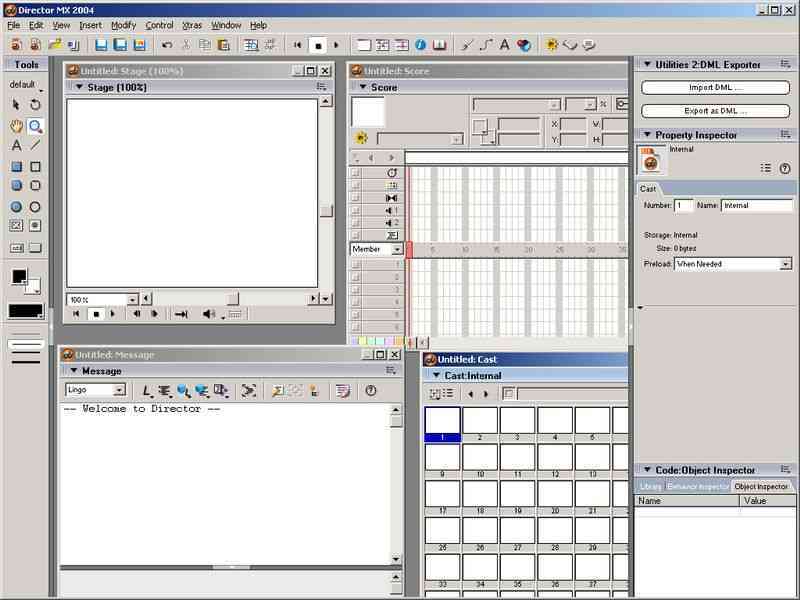 Director MX 2004
File Edit View Insert Modify Control Xtras Window Help
Tools
default
Untitled: Stage (100%)
Stage (100%)
100%
Untitled: Score
Score
%
X: W:
Y: H:
1
2
Member 5 10 15 20 25 30 35
1
2
3
4
5
6
Untitled: Message
Message
Lingo
-- Welcome to Director --
Untitled: Cast
Cast:Internal
1 2 3 4 5
9 10 11 12 13
17 18 19 20 21
25 26 27 28 29
33 34 35 36 37
Utilities 2:DML Exporter
Import DML ...
Export as DML ...
Property Inspector
Internal
Cast
Number: 1 Name: Internal
Storage: Internal
Size: 0 bytes
Preload: When Needed
Code:Object Inspector
Library Behavior Inspector Object Inspector
Name Value